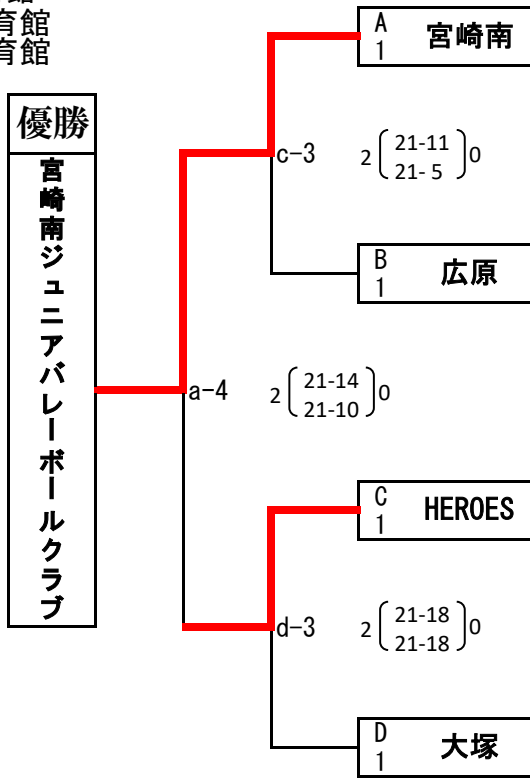 育館
育館
優勝
宮崎南ジュニアバレーボールクラブ
A
1
宮崎南
c-3
2 ( 21-11 ) 0
21- 5
B
1
広原
a-4
2 ( 21-14 ) 0
21-10
C
1
HEROES
d-3
2 ( 21-18 ) 0
21-18
D
1
大塚